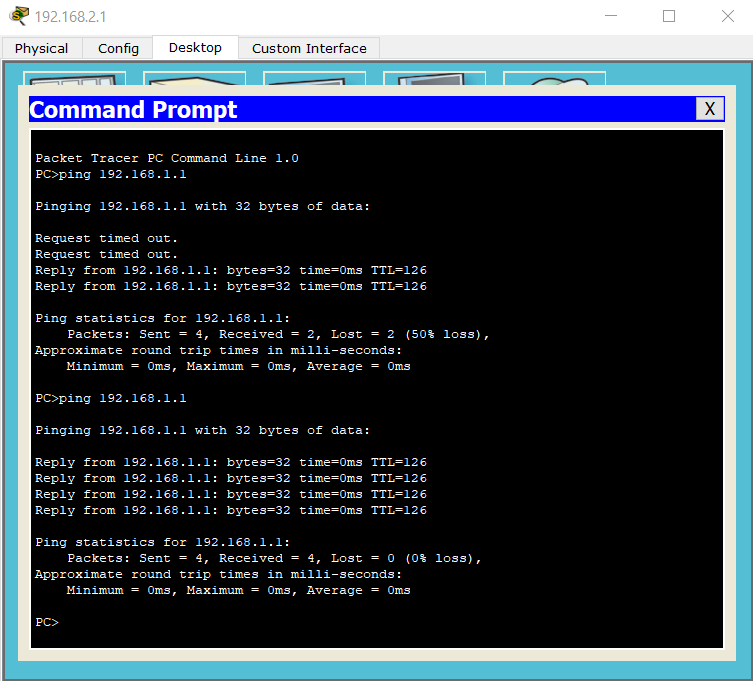 192.168.2.1
Physical Config Desktop Custom Interface
Command Prompt X
Packet Tracer PC Command Line 1.0
PC>ping 192.168.1.1
Pinging 192.168.1.1 with 32 bytes of data:
Request timed out.
Request timed out.
Reply from 192.168.1.1: bytes=32 time=0ms TTL=126
Reply from 192.168.1.1: bytes=32 time=0ms TTL=126
Ping statistics for 192.168.1.1:
Packets: Sent = 4, Received = 2, Lost = 2 (50% loss),
Approximate round trip times in milli-seconds:
Minimum = 0ms, Maximum = 0ms, Average = 0ms
PC>ping 192.168.1.1
Pinging 192.168.1.1 with 32 bytes of data:
Reply from 192.168.1.1: bytes=32 time=0ms TTL=126
Reply from 192.168.1.1: bytes=32 time=0ms TTL=126
Reply from 192.168.1.1: bytes=32 time=0ms TTL=126
Reply from 192.168.1.1: bytes=32 time=0ms TTL=126
Ping statistics for 192.168.1.1:
Packets: Sent = 4, Received = 4, Lost = 0 (0% loss),
Approximate round trip times in milli-seconds:
Minimum = 0ms, Maximum = 0ms, Average = 0ms
PC>